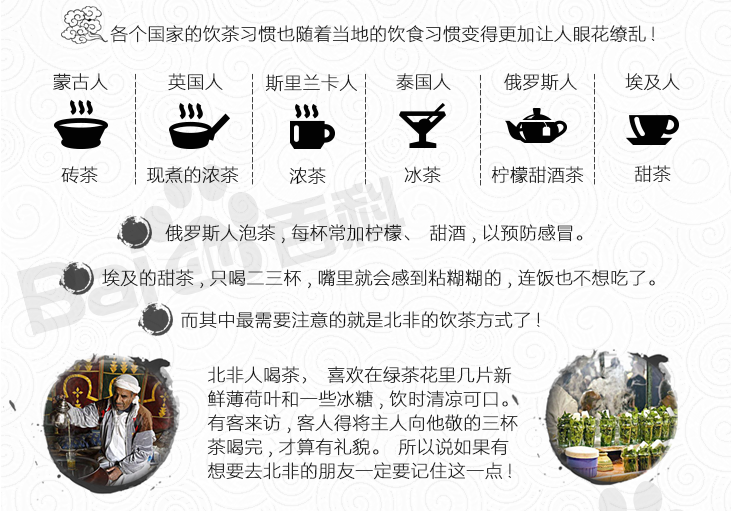 各个国家的饮茶习惯也随着当地的饮食习惯变得更加让人眼花缭乱!
蒙古人 英国人 斯里兰卡人 泰国人 俄罗斯人 埃及人
砖茶 现煮的浓茶 浓茶 冰茶 柠檬甜酒茶 甜茶
Bai 百科
俄罗斯人泡茶,每杯常加柠檬、 甜酒,以预防感冒。
埃及的甜茶,只喝二三杯,嘴里就会感到粘糊糊的,连饭也不想吃了。
而其中最需要注意的就是北非的饮茶方式了!
北非人喝茶, 喜欢在绿茶花里几片新
鲜薄荷叶和一些冰糖,饮时清凉可口。
有客来访,客人得将主人向他敬的三杯
茶喝完,才算有礼貌。 所以说如果有
想要去北非的朋友一定要记住这一点!